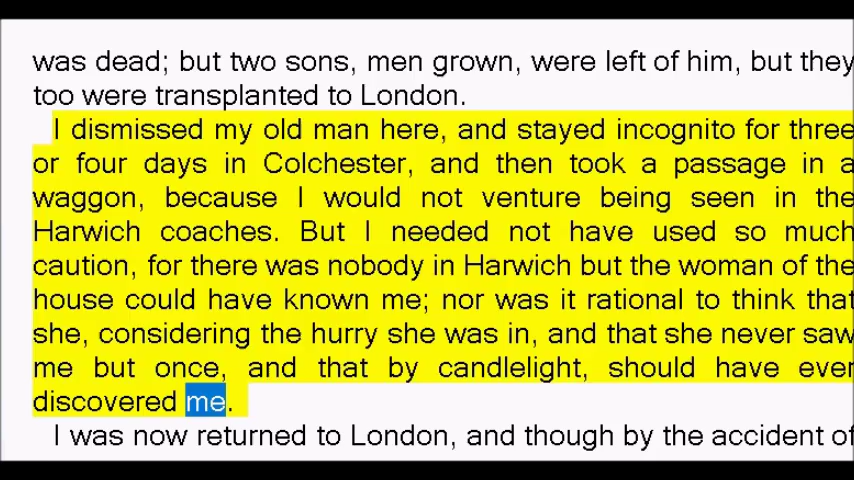 was dead; but two sons, men grown, were left of him, but they
too were transplanted to London.
I dismissed my old man here, and stayed incognito for three
or four days in Colchester, and then took a passage in a
waggon, because I would not venture being seen in the
Harwich coaches. But I needed not have used so much
caution, for there was nobody in Harwich but the woman of the
house could have known me; nor was it rational to think that
she, considering the hurry she was in, and that she never saw
me but once, and that by candlelight, should have ever
discovered me.
I was now returned to London, and though by the accident of